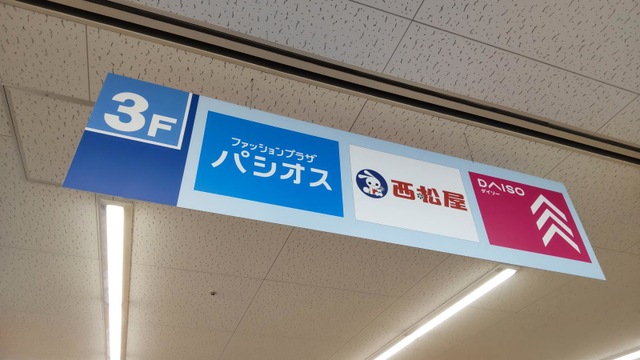 3F
ファッションプラザ
パシオス
西松屋
DAISO
ダイソー